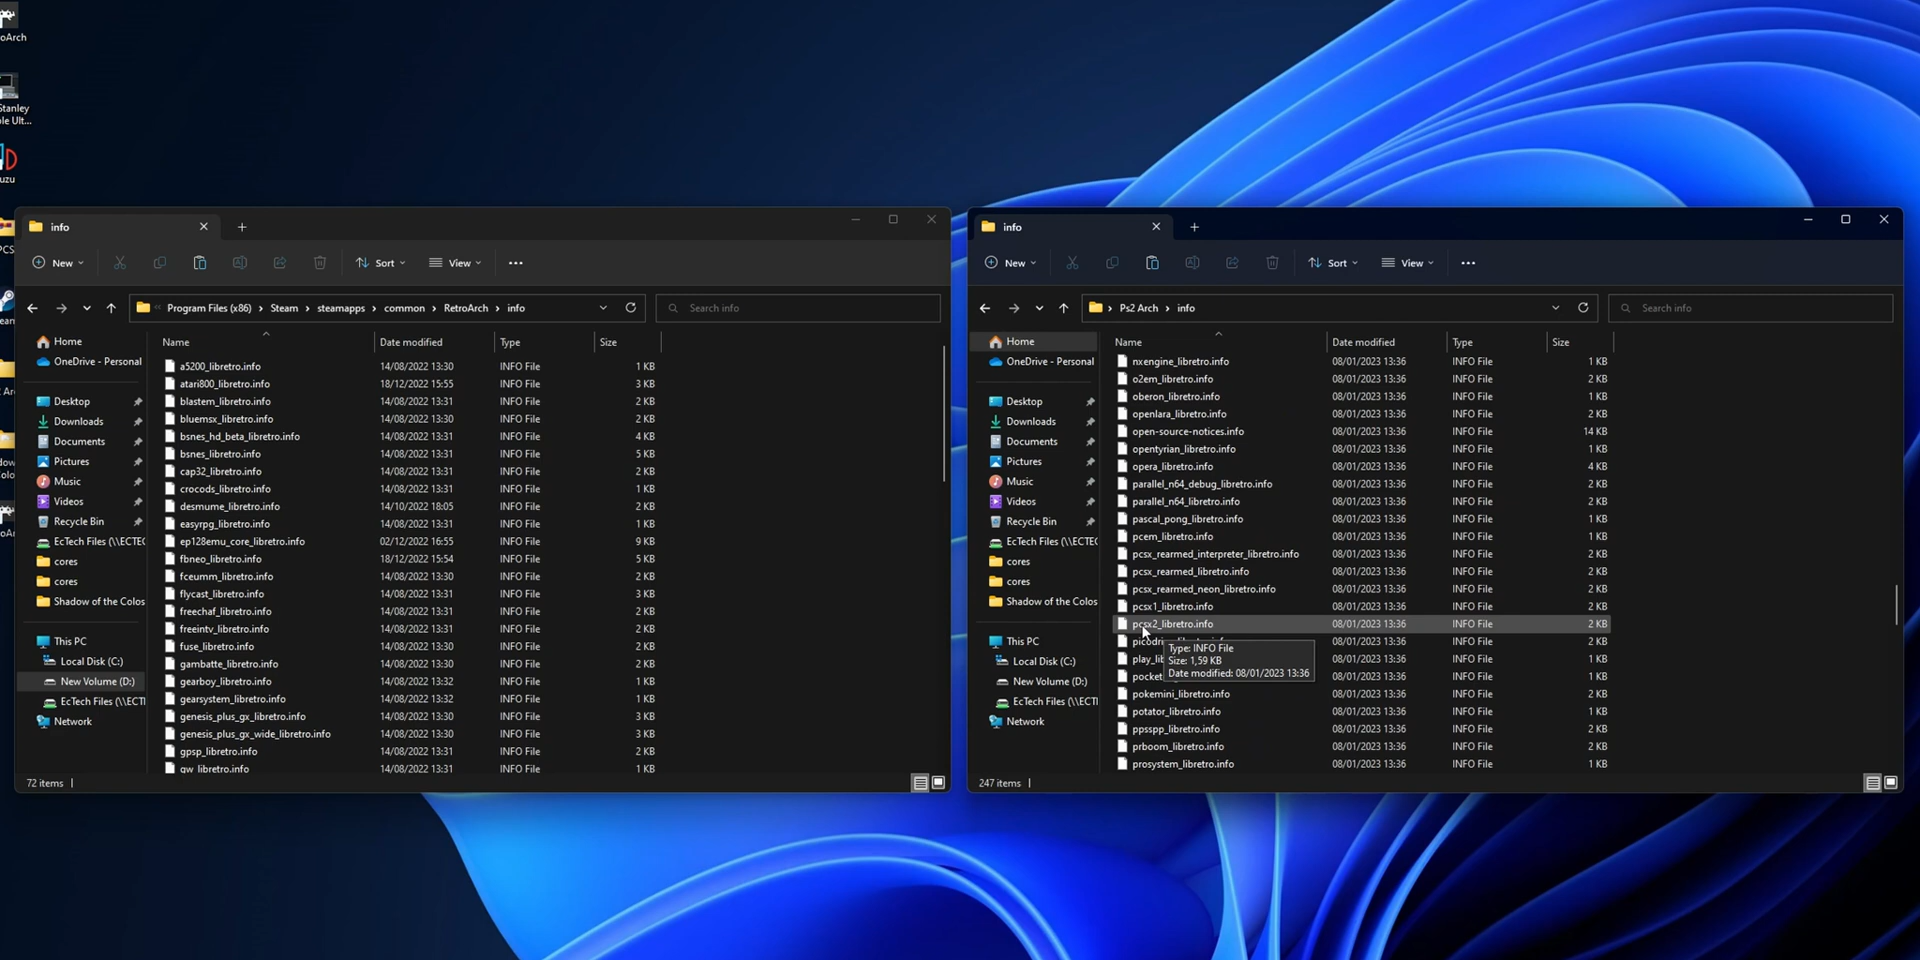 oArch
Stanley
ple Ult...
uzu
PCS
eam
2 Ar
dow
Colo
oArc
info
New
Sort
View
Program Files (x86) > Steam > steamapps > common > RetroArch > info
Search info
Home
OneDrive - Personal
Desktop
Downloads
Documents
Pictures
Music
Videos
Recycle Bin
EcTech Files (\\ECTEC
cores
cores
Shadow of the Colos
This PC
Local Disk (C:)
New Volume (D:)
EcTech Files (\\ECTI
Network
Name Date modified Type Size
a5200_libretro.info 14/08/2022 13:30 INFO File 1 KB
atari800_libretro.info 18/12/2022 15:55 INFO File 3 KB
blastem_libretro.info 14/08/2022 13:31 INFO File 2 KB
bluemsx_libretro.info 14/08/2022 13:30 INFO File 2 KB
bsnes_hd_beta_libretro.info 14/08/2022 13:31 INFO File 4 KB
bsnes_libretro.info 14/08/2022 13:31 INFO File 5 KB
cap32_libretro.info 14/08/2022 13:31 INFO File 2 KB
crocods_libretro.info 14/08/2022 13:31 INFO File 1 KB
desmume_libretro.info 14/10/2022 18:05 INFO File 2 KB
easyrpg_libretro.info 14/08/2022 13:31 INFO File 1 KB
ep128emu_core_libretro.info 02/12/2022 16:55 INFO File 9 KB
fbneo_libretro.info 18/12/2022 15:54 INFO File 5 KB
fceumm_libretro.info 14/08/2022 13:30 INFO File 2 KB
flycast_libretro.info 14/08/2022 13:30 INFO File 3 KB
freechaf_libretro.info 14/08/2022 13:31 INFO File 2 KB
freeintv_libretro.info 14/08/2022 13:30 INFO File 2 KB
fuse_libretro.info 14/08/2022 13:30 INFO File 2 KB
gambatte_libretro.info 14/08/2022 13:30 INFO File 2 KB
gearboy_libretro.info 14/08/2022 13:32 INFO File 1 KB
gearsystem_libretro.info 14/08/2022 13:32 INFO File 1 KB
genesis_plus_gx_libretro.info 14/08/2022 13:30 INFO File 3 KB
genesis_plus_gx_wide_libretro.info 14/08/2022 13:30 INFO File 3 KB
gpsp_libretro.info 14/08/2022 13:31 INFO File 2 KB
gw_libretro.info 14/08/2022 13:31 INFO File 1 KB
72 items
info
New
Sort
View
Ps2 Arch > info
Search info
Home
OneDrive - Personal
Desktop
Downloads
Documents
Pictures
Music
Videos
Recycle Bin
EcTech Files (\\ECTEC
cores
cores
Shadow of the Colos
This PC
Local Disk (C:)
New Volume (D:)
EcTech Files (\\ECTI
Network
Name Date modified Type Size
nxengine_libretro.info 08/01/2023 13:36 INFO File 1 KB
o2em_libretro.info 08/01/2023 13:36 INFO File 2 KB
oberon_libretro.info 08/01/2023 13:36 INFO File 1 KB
openlara_libretro.info 08/01/2023 13:36 INFO File 2 KB
open-source-notices.info 08/01/2023 13:36 INFO File 14 KB
opentyrian_libretro.info 08/01/2023 13:36 INFO File 1 KB
opera_libretro.info 08/01/2023 13:36 INFO File 4 KB
parallel_n64_debug_libretro.info 08/01/2023 13:36 INFO File 2 KB
parallel_n64_libretro.info 08/01/2023 13:36 INFO File 2 KB
pascal_pong_libretro.info 08/01/2023 13:36 INFO File 1 KB
pcem_libretro.info 08/01/2023 13:36 INFO File 2 KB
pcsx_rearmed_interpreter_libretro.info 08/01/2023 13:36 INFO File 2 KB
pcsx_rearmed_libretro.info 08/01/2023 13:36 INFO File 2 KB
pcsx_rearmed_neon_libretro.info 08/01/2023 13:36 INFO File 2 KB
pcsx1_libretro.info 08/01/2023 13:36 INFO File 2 KB
pcsx2_libretro.info 08/01/2023 13:36 INFO File 2 KB
08/01/2023 13:36 INFO File 2 KB
play_lib 08/01/2023 13:36 INFO File 2 KB
pocket 08/01/2023 13:36 INFO File 2 KB
pokemini_libretro.info 08/01/2023 13:36 INFO File 2 KB
potator_libretro.info 08/01/2023 13:36 INFO File 2 KB
ppsspp_libretro.info 08/01/2023 13:36 INFO File 2 KB
prboom_libretro.info 08/01/2023 13:36 INFO File 2 KB
prosystem_libretro.info 08/01/2023 13:36 INFO File 2 KB
Type: INFO File
Size: 1,59 KB
Date modified: 08/01/2023 13:36
247 items